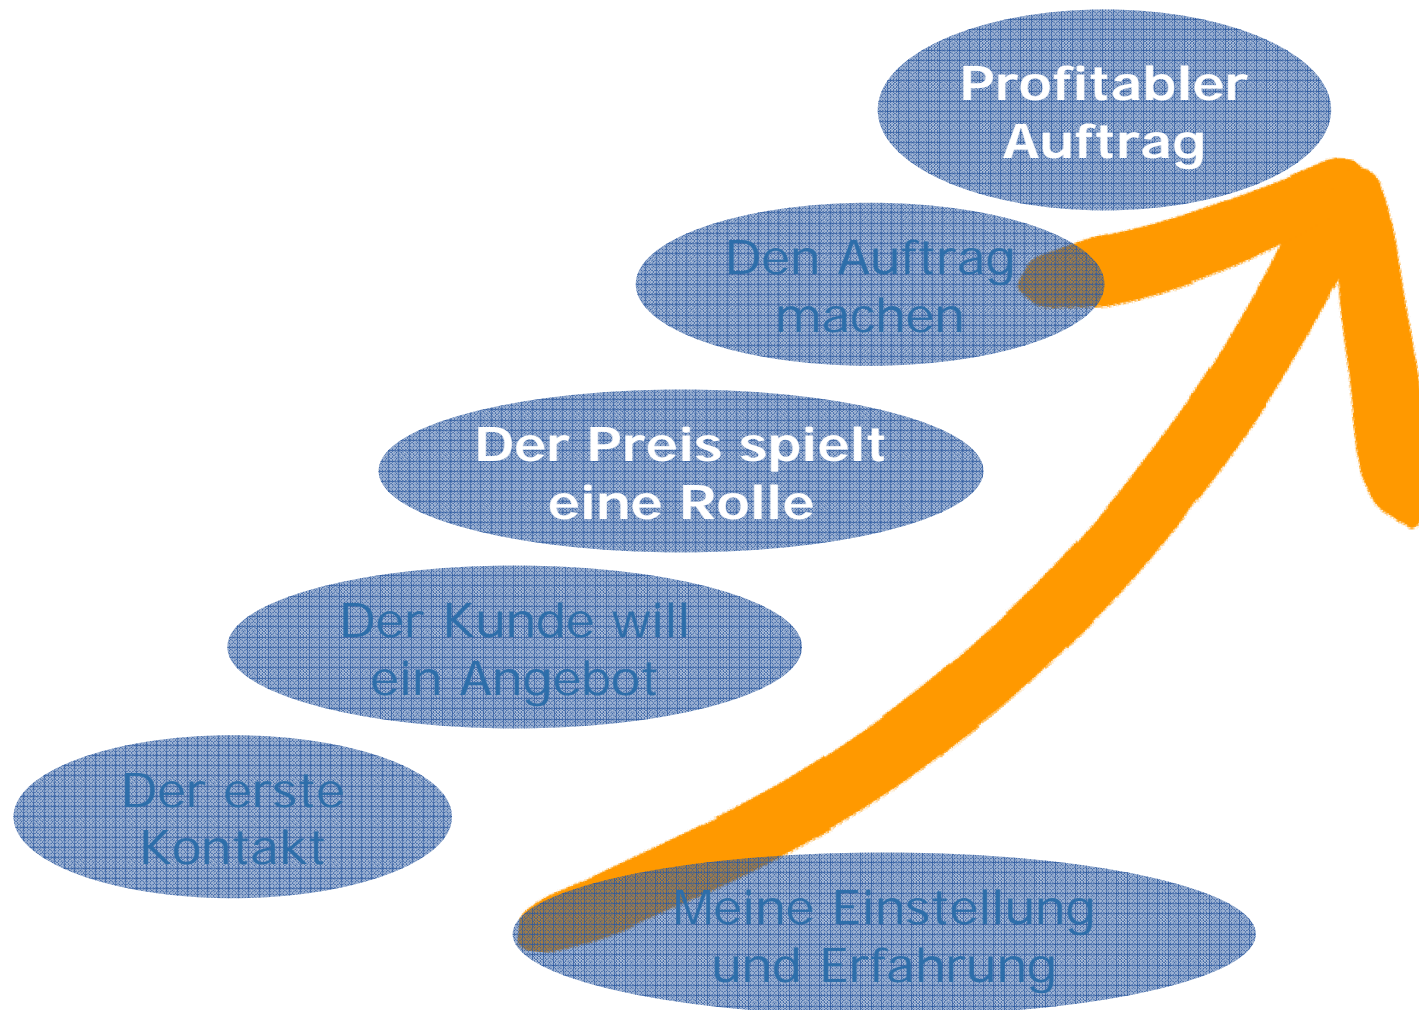 Profitabler
Auftrag
Den Auftrag
machen
Der Preis spielt
eine Rolle
Der Kunde will
ein Angebot
Der erste
Kontakt
Meine Einstellung
und Erfahrung